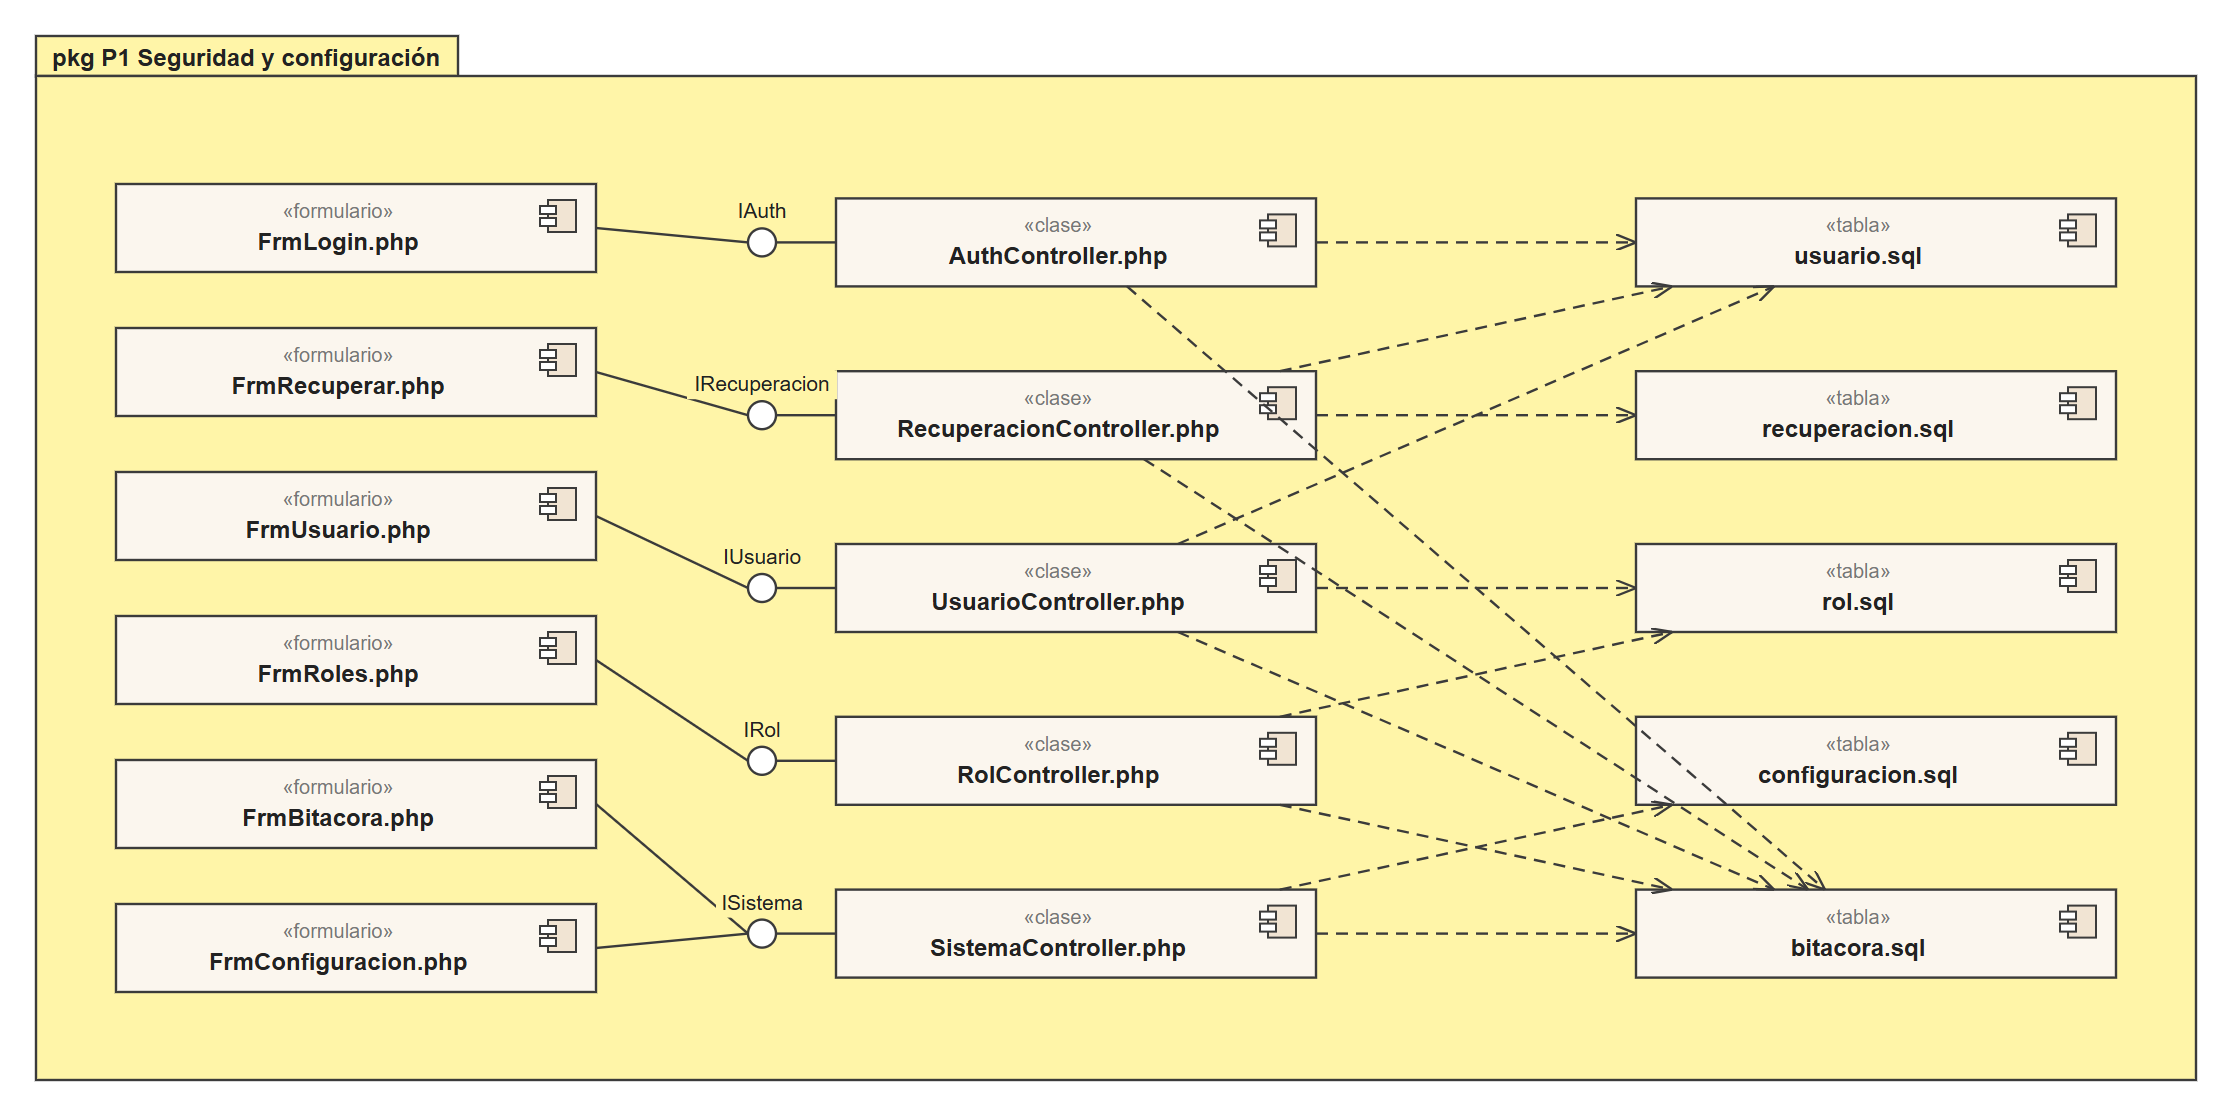 pkg P1 Seguridad y configuración
«formulario»
FrmLogin.php
«formulario»
FrmRecuperar.php
«formulario»
FrmUsuario.php
«formulario»
FrmRoles.php
«formulario»
FrmBitacora.php
«formulario»
FrmConfiguracion.php
IAuth
IRecuperacion
IUsuario
IRol
ISistema
«clase»
AuthController.php
«clase»
RecuperacionController.php
«clase»
UsuarioController.php
«clase»
RolController.php
«clase»
SistemaController.php
«tabla»
usuario.sql
«tabla»
recuperacion.sql
«tabla»
rol.sql
«tabla»
configuracion.sql
«tabla»
bitacora.sql